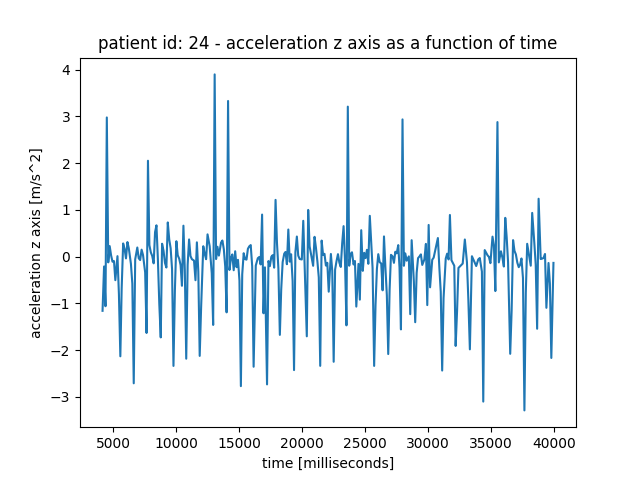 patient id: 24 - acceleration z axis as a function of time
4
3
2
1
0
−1
−2
−3
acceleration z axis [m/s^2]
5000 10000 15000 20000 25000 30000 35000 40000
time [milliseconds]